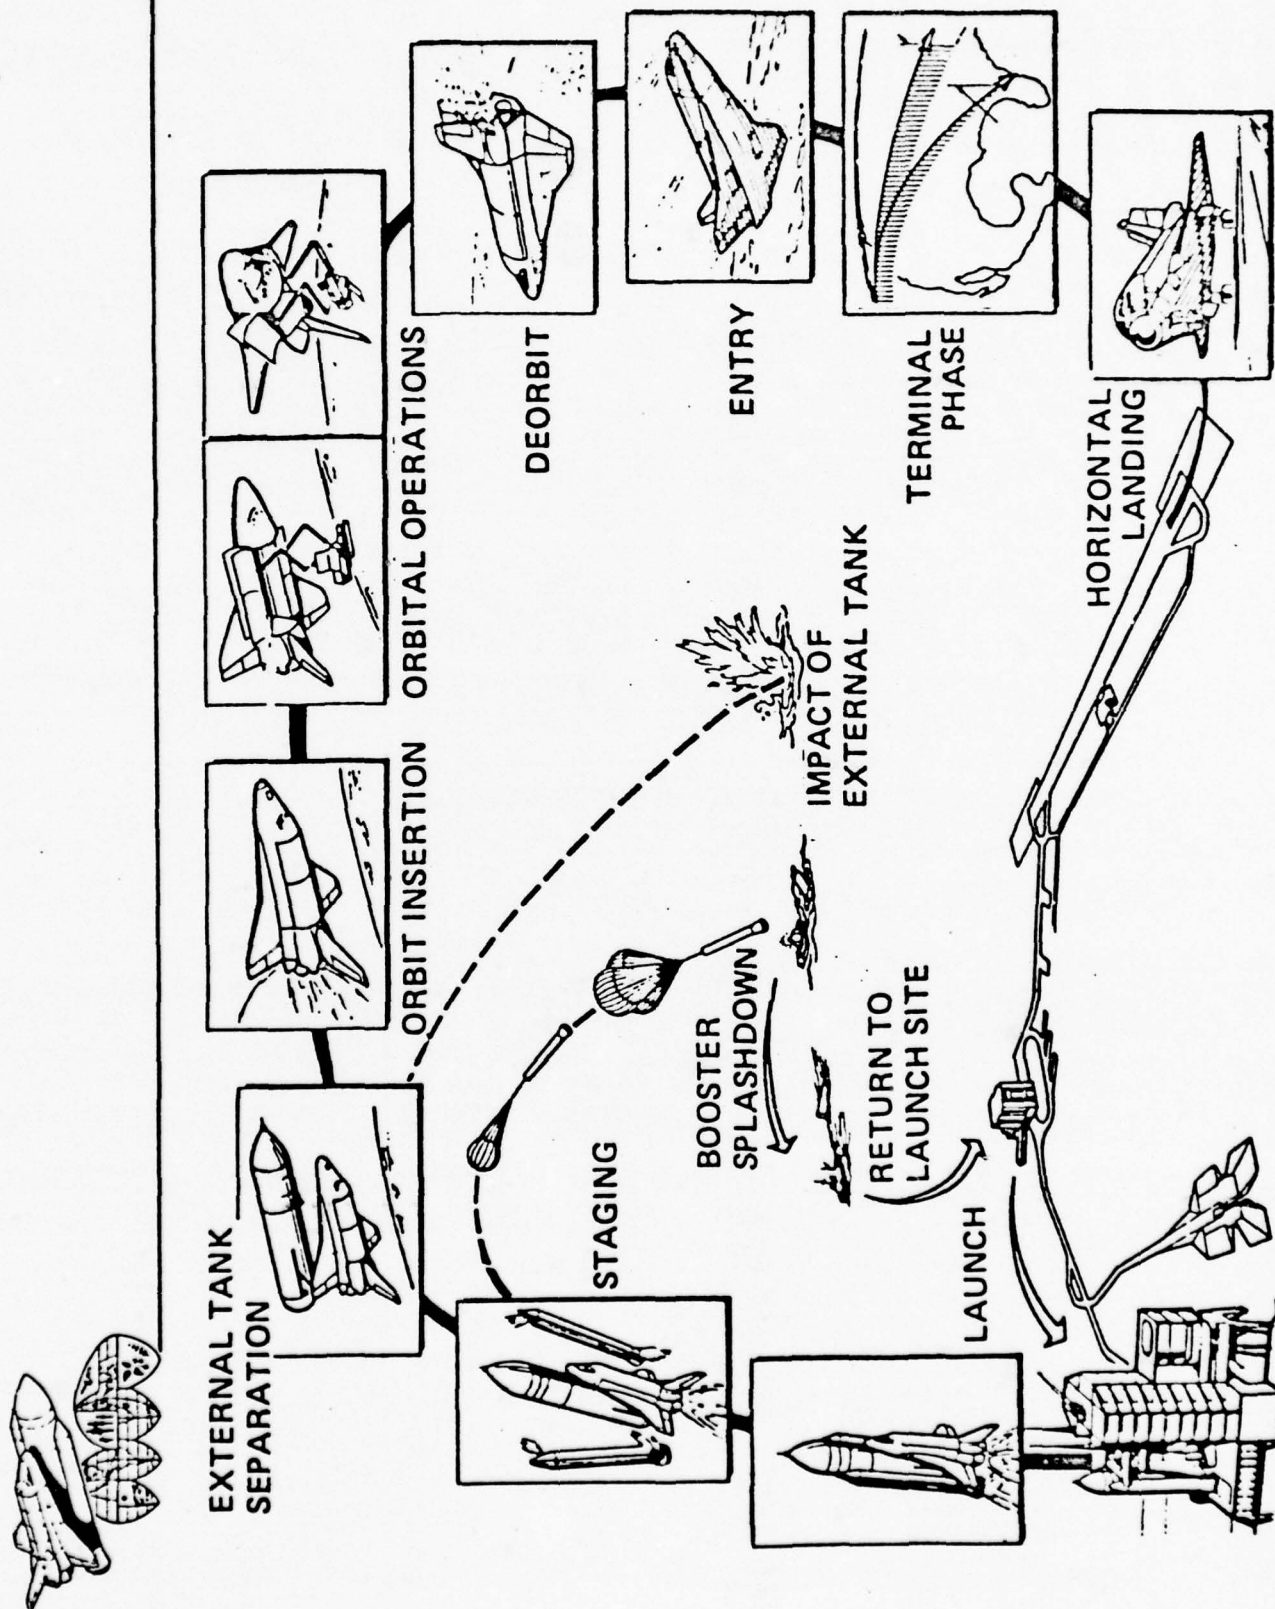 EXTERNAL TANK
SEPARATION
ORBIT INSERTION
ORBITAL OPERATIONS
DEORBIT
ENTRY
TERMINAL
PHASE
HORIZONTAL
LANDING
STAGING
BOOSTER
SPLASHDOWN
IMPACT OF
EXTERNAL TANK
RETURN TO
LAUNCH SITE
LAUNCH